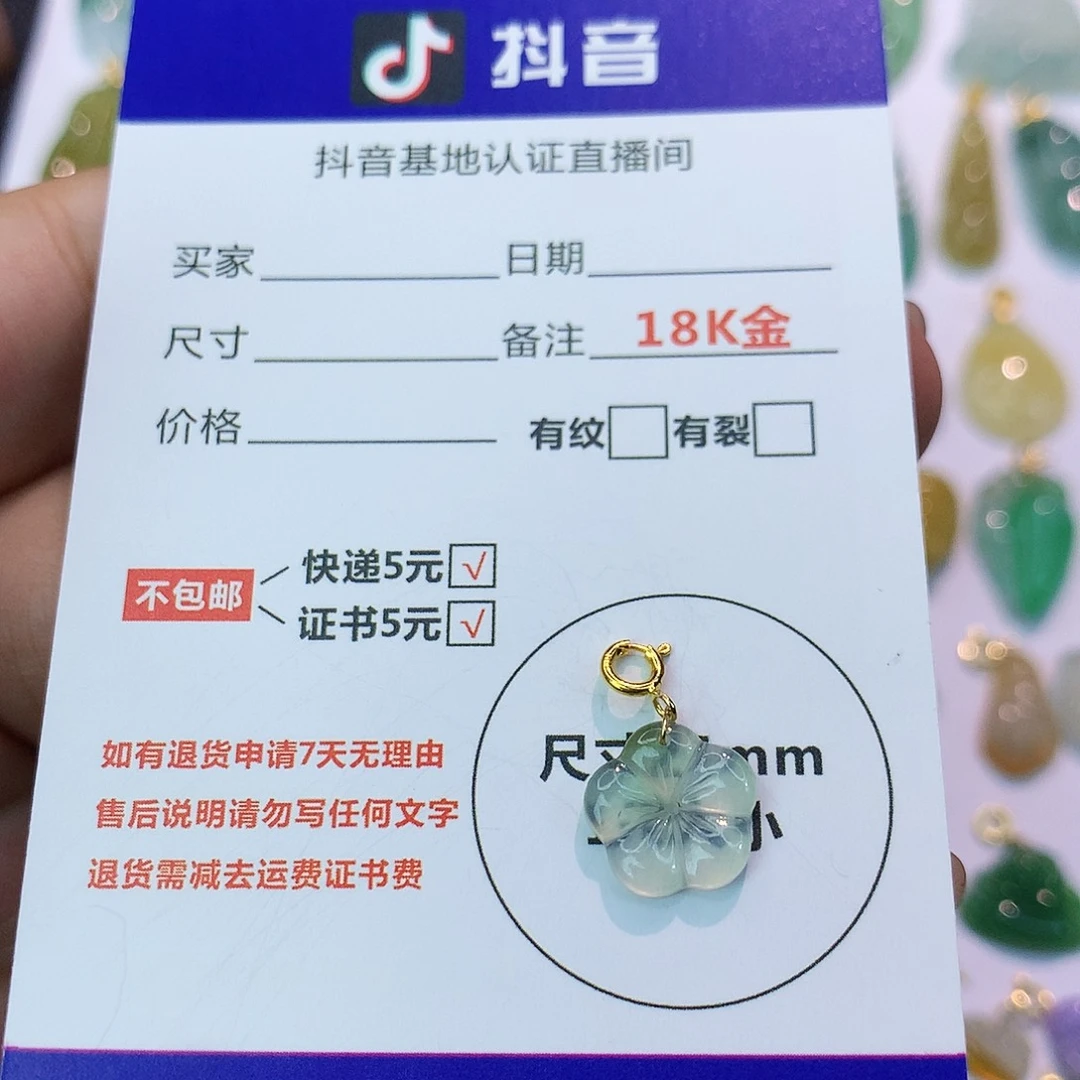 抖音
抖音基地认证直播间
买家 日期
尺寸 备注 18K金
价格 有纹 有裂
不包邮
快递5元 √
证书5元 √
如有退货申请7天无理由
售后说明请勿写任何文字
退货需减去运费证书费
尺 mm
小